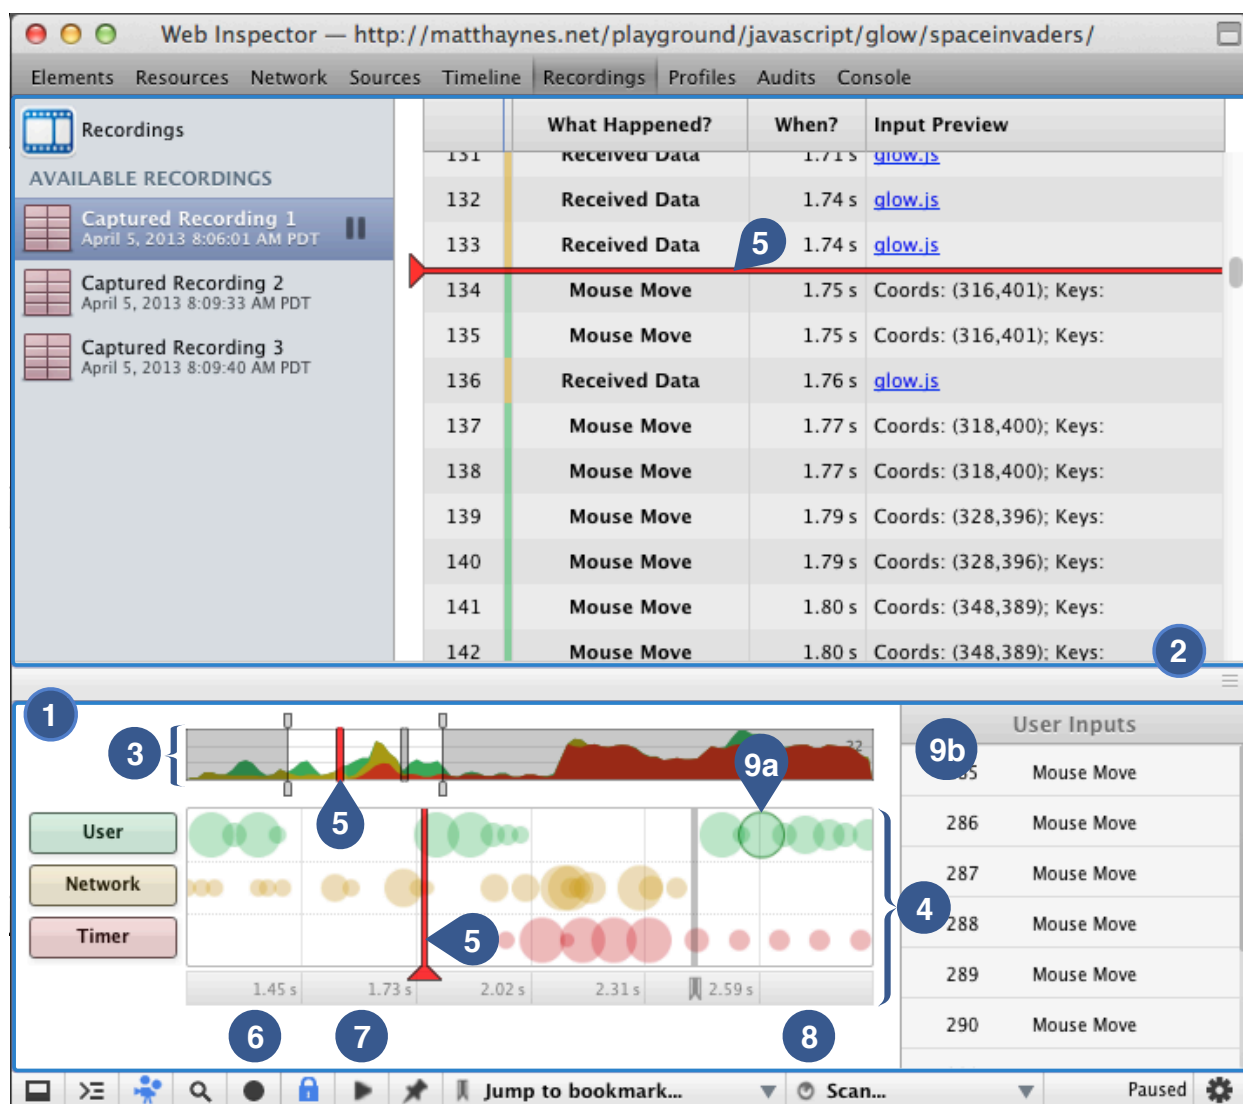 Web Inspector — http://matthaynes.net/playground/javascript/glow/spaceinvaders/
Elements Resources Network Sources Timeline Recordings Profiles Audits Console
Recordings
AVAILABLE RECORDINGS
Captured Recording 1
April 5, 2013 8:06:01 AM PDT
Captured Recording 2
April 5, 2013 8:09:33 AM PDT
Captured Recording 3
April 5, 2013 8:09:40 AM PDT
What Happened? When? Input Preview
131 Received Data 1.71 s glow.js
132 Received Data 1.74 s glow.js
133 Received Data 1.74 s glow.js
5
134 Mouse Move 1.75 s Coords: (316,401); Keys:
135 Mouse Move 1.75 s Coords: (316,401); Keys:
136 Received Data 1.76 s glow.js
137 Mouse Move 1.77 s Coords: (318,400); Keys:
138 Mouse Move 1.77 s Coords: (318,400); Keys:
139 Mouse Move 1.79 s Coords: (328,396); Keys:
140 Mouse Move 1.79 s Coords: (328,396); Keys:
141 Mouse Move 1.80 s Coords: (348,389); Keys:
142 Mouse Move 1.80 s Coords: (348,389); Keys:
2
1
3
22
5
9a
User
Network
Timer
5
4
1.45 s 1.73 s 2.02 s 2.31 s 2.59 s
6 7 8
User Inputs
9b
Mouse Move
286 Mouse Move
287 Mouse Move
288 Mouse Move
289 Mouse Move
290 Mouse Move
Jump to bookmark... Scan... Paused